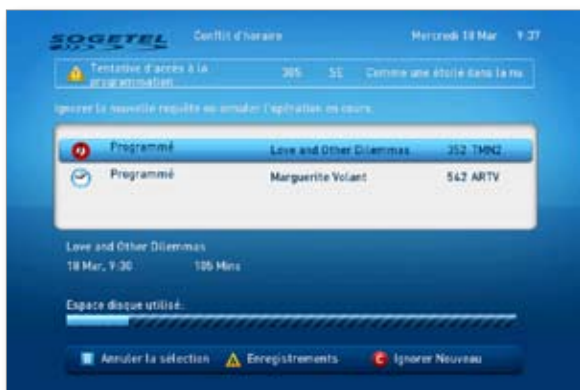 SOGETEL Conflit d'horaire Mercredi 18 Mar 9:37
Tentative d'accès à la programmation 305 SE Comme une étoile dans la nu
Ignorer la nouvelle requête ou annuler l'opération en cours.
Programmé Love and Other Dilemmas 352 TMN2
Programmé Marguerite Volant 542 ARTV
Love and Other Dilemmas
18 Mar, 9:30 105 Mins
Espace disque utilisé:
Annuler la sélection Enregistrements C Ignorer Nouveau